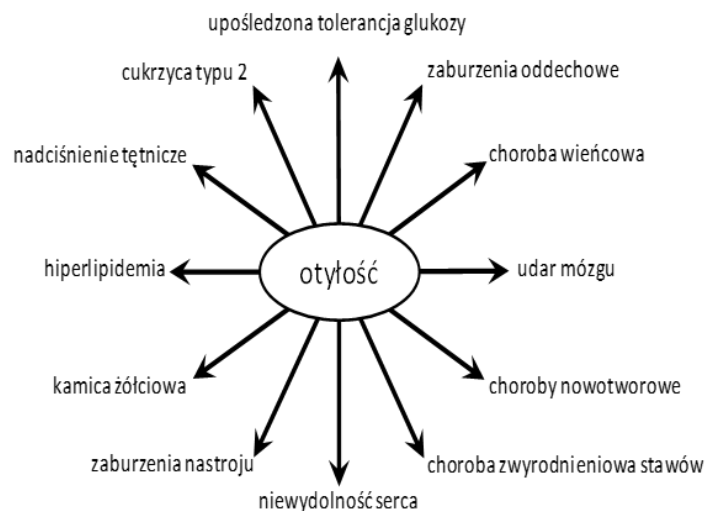 upośledzona tolerancja glukozy
cukrzyca typu 2
zaburzenia oddechowe
nadciśnienie tętnicze
choroba wieńcowa
hiperlipidemia
otyłość
udar mózgu
kamica żółciowa
choroby nowotworowe
zaburzenia nastroju
choroba zwyrodnieniowa stawów
niewydolność serca